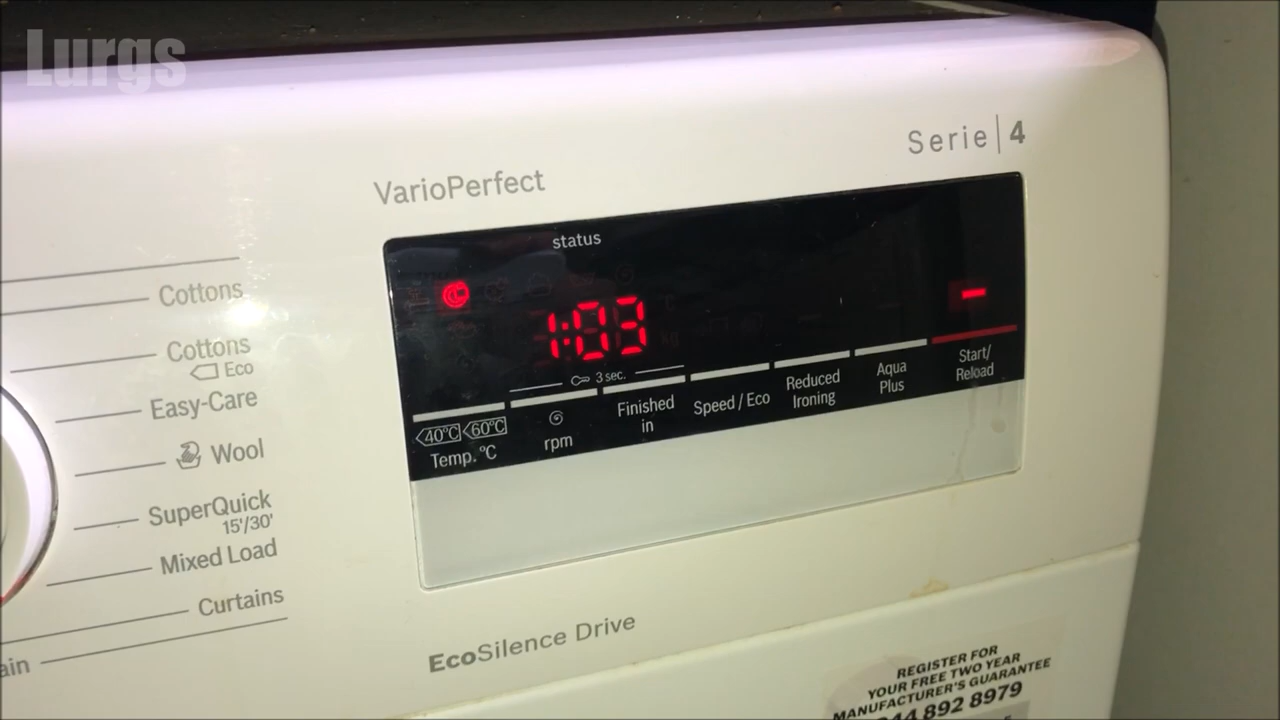 Lurgs
Serie | 4
VarioPerfect
status
1:03
3 sec.
40°C 60°C
Temp. °C
rpm
Finished
in
Speed / Eco
Reduced
Ironing
Aqua
Plus
Start/
Reload
Cottons
Cottons
Eco
Easy-Care
Wool
SuperQuick
15'/30'
Mixed Load
Curtains
EcoSilence Drive
REGISTER FOR
YOUR FREE TWO YEAR
MANUFACTURER'S GUARANTEE
892 8979